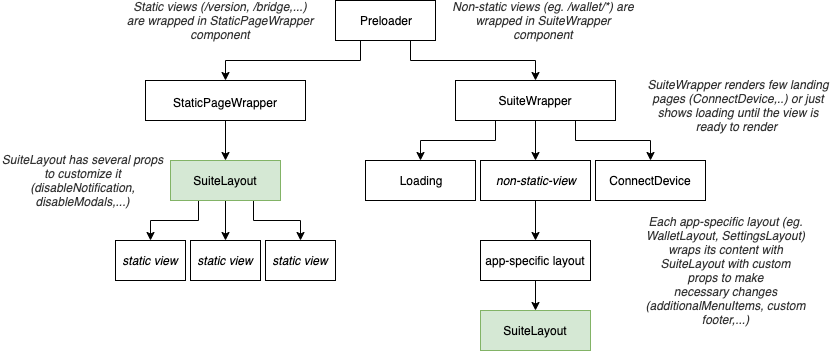 Static views (/version, /bridge,...)
are wrapped in StaticPageWrapper
component
Preloader
Non-static views (eg. /wallet/*) are
wrapped in SuiteWrapper
component
StaticPageWrapper
SuiteWrapper
SuiteWrapper renders few landing
pages (ConnectDevice,..) or just
shows loading until the view is
ready to render
SuiteLayout has several props
to customize it
(disableNotification,
disableModals,...)
SuiteLayout
Loading
non-static-view
ConnectDevice
static view
static view
static view
app-specific layout
Each app-specific layout (eg.
WalletLayout, SettingsLayout)
wraps its content with
SuiteLayout with custom
props to make
necessary changes
(additionalMenuItems, custom
footer,...)
SuiteLayout